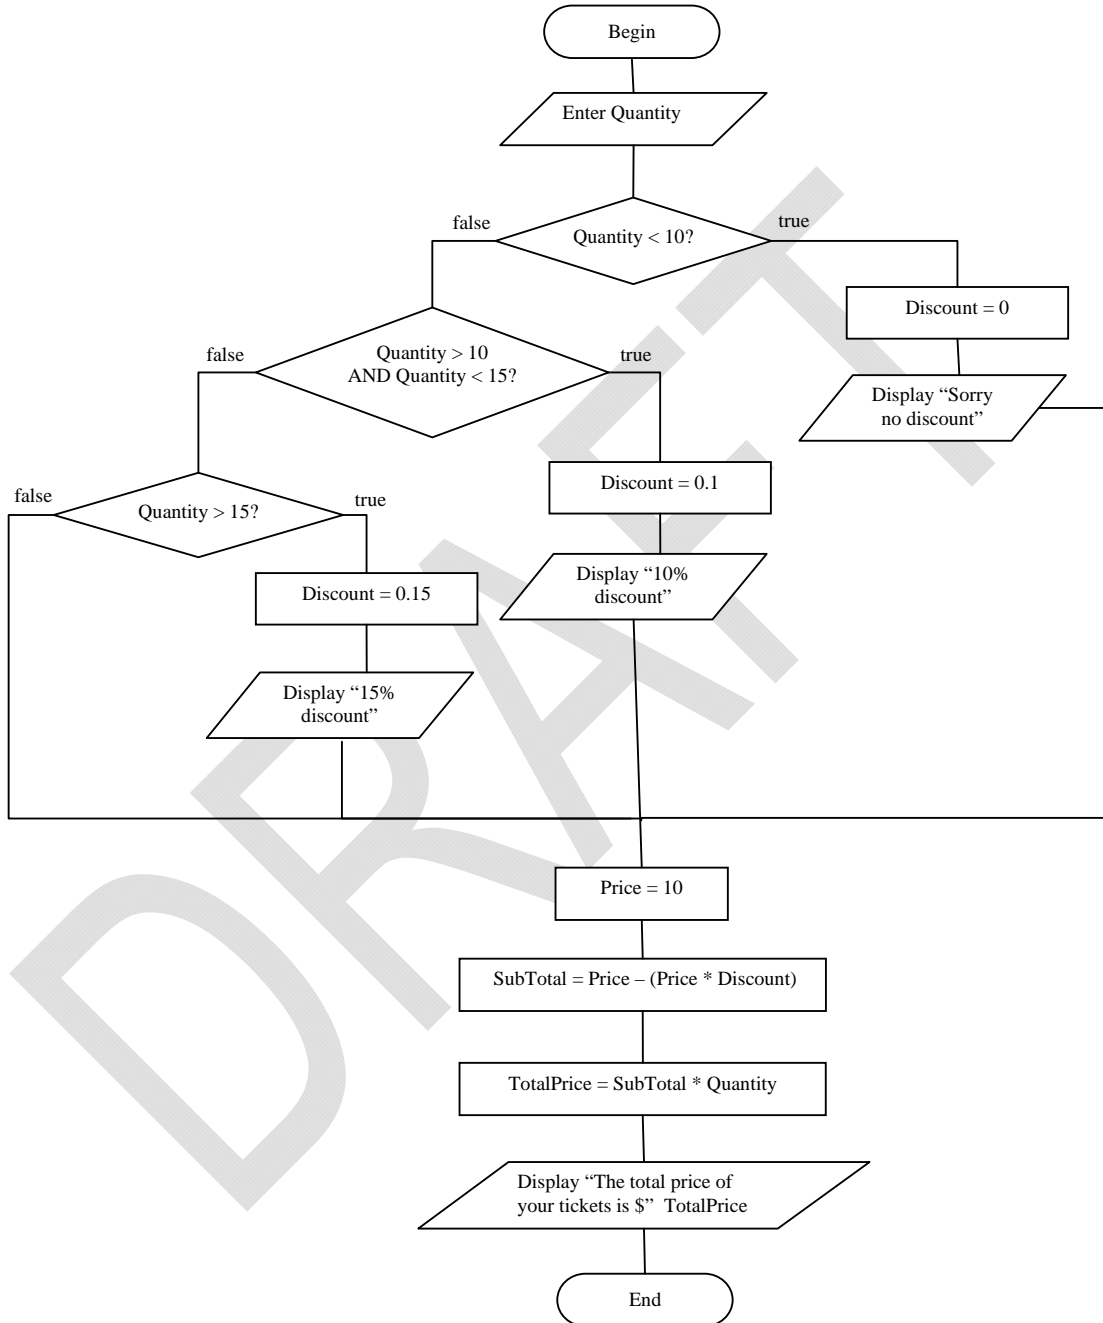 Begin
Enter Quantity
false
true
Quantity < 10?
Discount = 0
false
Quantity > 10
AND Quantity < 15?
true
Display “Sorry
no discount”
Discount = 0.1
false
Quantity > 15?
true
Display “10%
discount”
Discount = 0.15
Display “15%
discount”
Price = 10
SubTotal = Price – (Price * Discount)
TotalPrice = SubTotal * Quantity
Display “The total price of
your tickets is $” TotalPrice
End
DRAFT